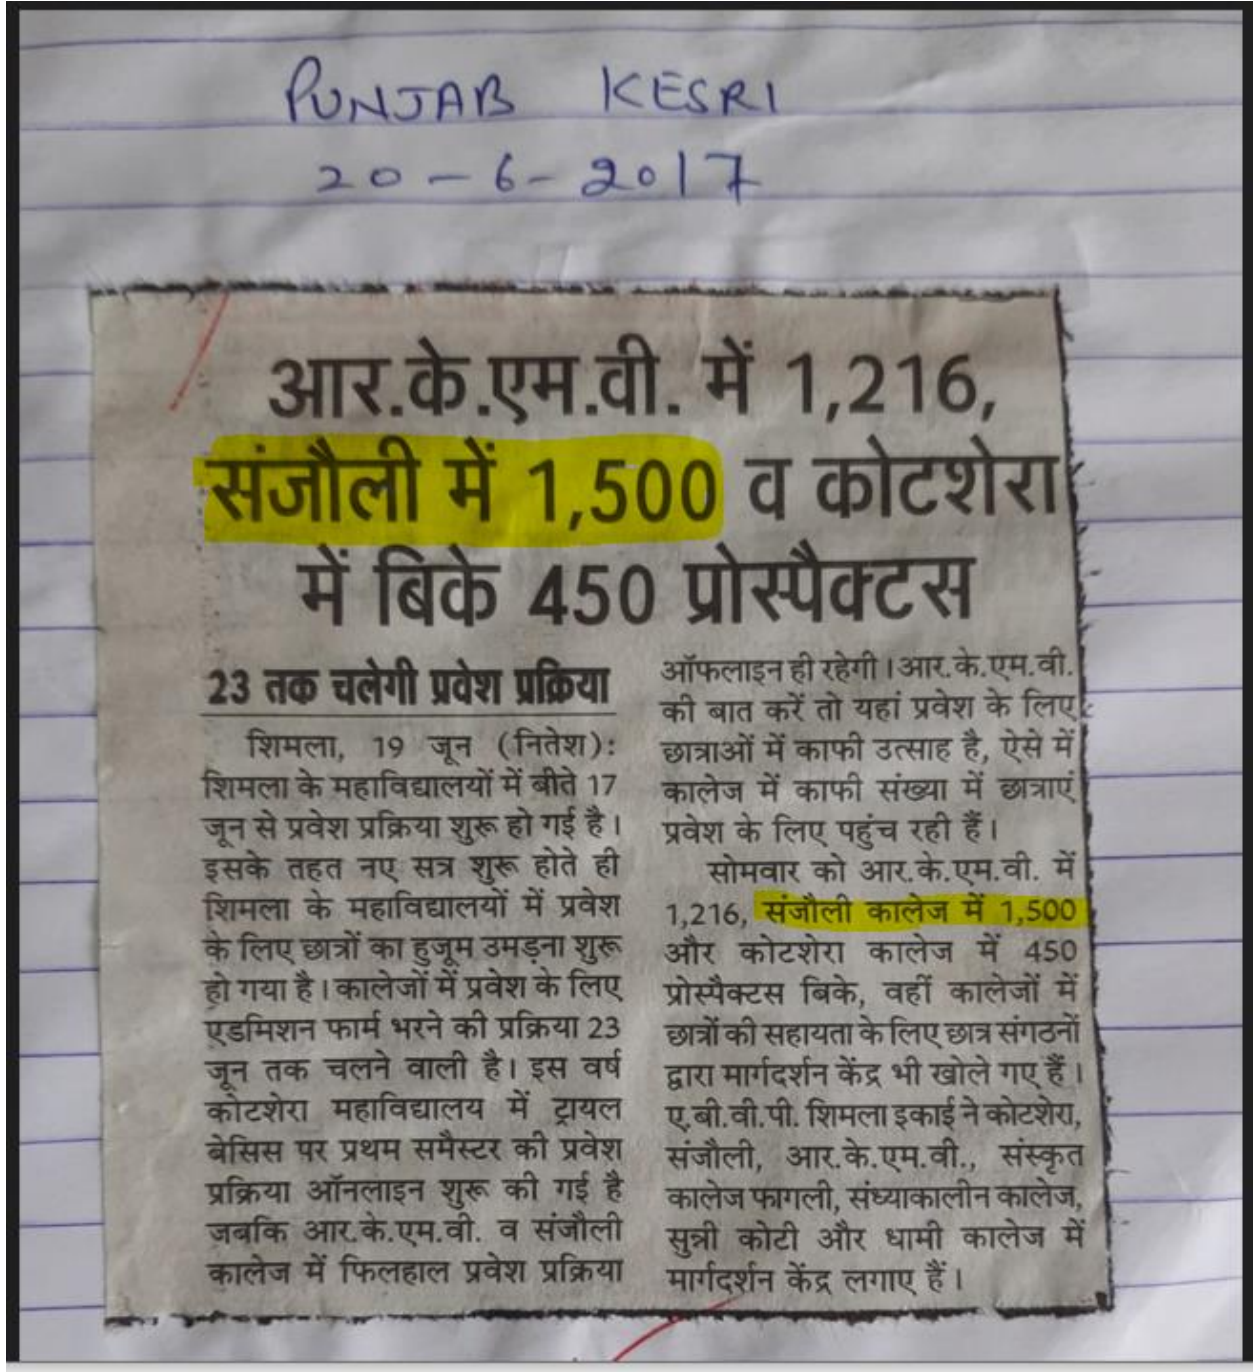 PUNJAB KESRI
20-6-2017
आर.के.एम.वी. में 1,216,
संजौली में 1,500 व कोटशेरा
में बिके 450 प्रोस्पैक्टस
23 तक चलेगी प्रवेश प्रक्रिया
शिमला, 19 जून (नितेश):
शिमला के महाविद्यालयों में बीते 17
जून से प्रवेश प्रक्रिया शुरू हो गई है।
इसके तहत नए सत्र शुरू होते ही
शिमला के महाविद्यालयों में प्रवेश
के लिए छात्रों का हुजूम उमड़ना शुरू
हो गया है। कालेजों में प्रवेश के लिए
एडमिशन फार्म भरने की प्रक्रिया 23
जून तक चलने वाली है। इस वर्ष
कोटशेरा महाविद्यालय में ट्रायल
बेसिस पर प्रथम समैस्टर की प्रवेश
प्रक्रिया ऑनलाइन शुरू की गई है
जबकि आर.के.एम.वी. व संजौली
कालेज में फिलहाल प्रवेश प्रक्रिया
ऑफलाइन ही रहेगी। आर.के.एम.वी.
की बात करें तो यहां प्रवेश के लिए
छात्राओं में काफी उत्साह है, ऐसे में
कालेज में काफी संख्या में छात्राएं
प्रवेश के लिए पहुंच रही हैं।
सोमवार को आर.के.एम.वी. में
1,216, संजौली कालेज में 1,500
और कोटशेरा कालेज में 450
प्रोस्पैक्टस बिके, वहीं कालेजों में
छात्रों की सहायता के लिए छात्र संगठनों
द्वारा मार्गदर्शन केंद्र भी खोले गए हैं।
ए.बी.वी.पी. शिमला इकाई ने कोटशेरा,
संजौली, आर.के.एम.वी., संस्कृत
कालेज फागली, संध्याकालीन कालेज,
सुन्नी कोटी और धामी कालेज में
मार्गदर्शन केंद्र लगाए हैं।